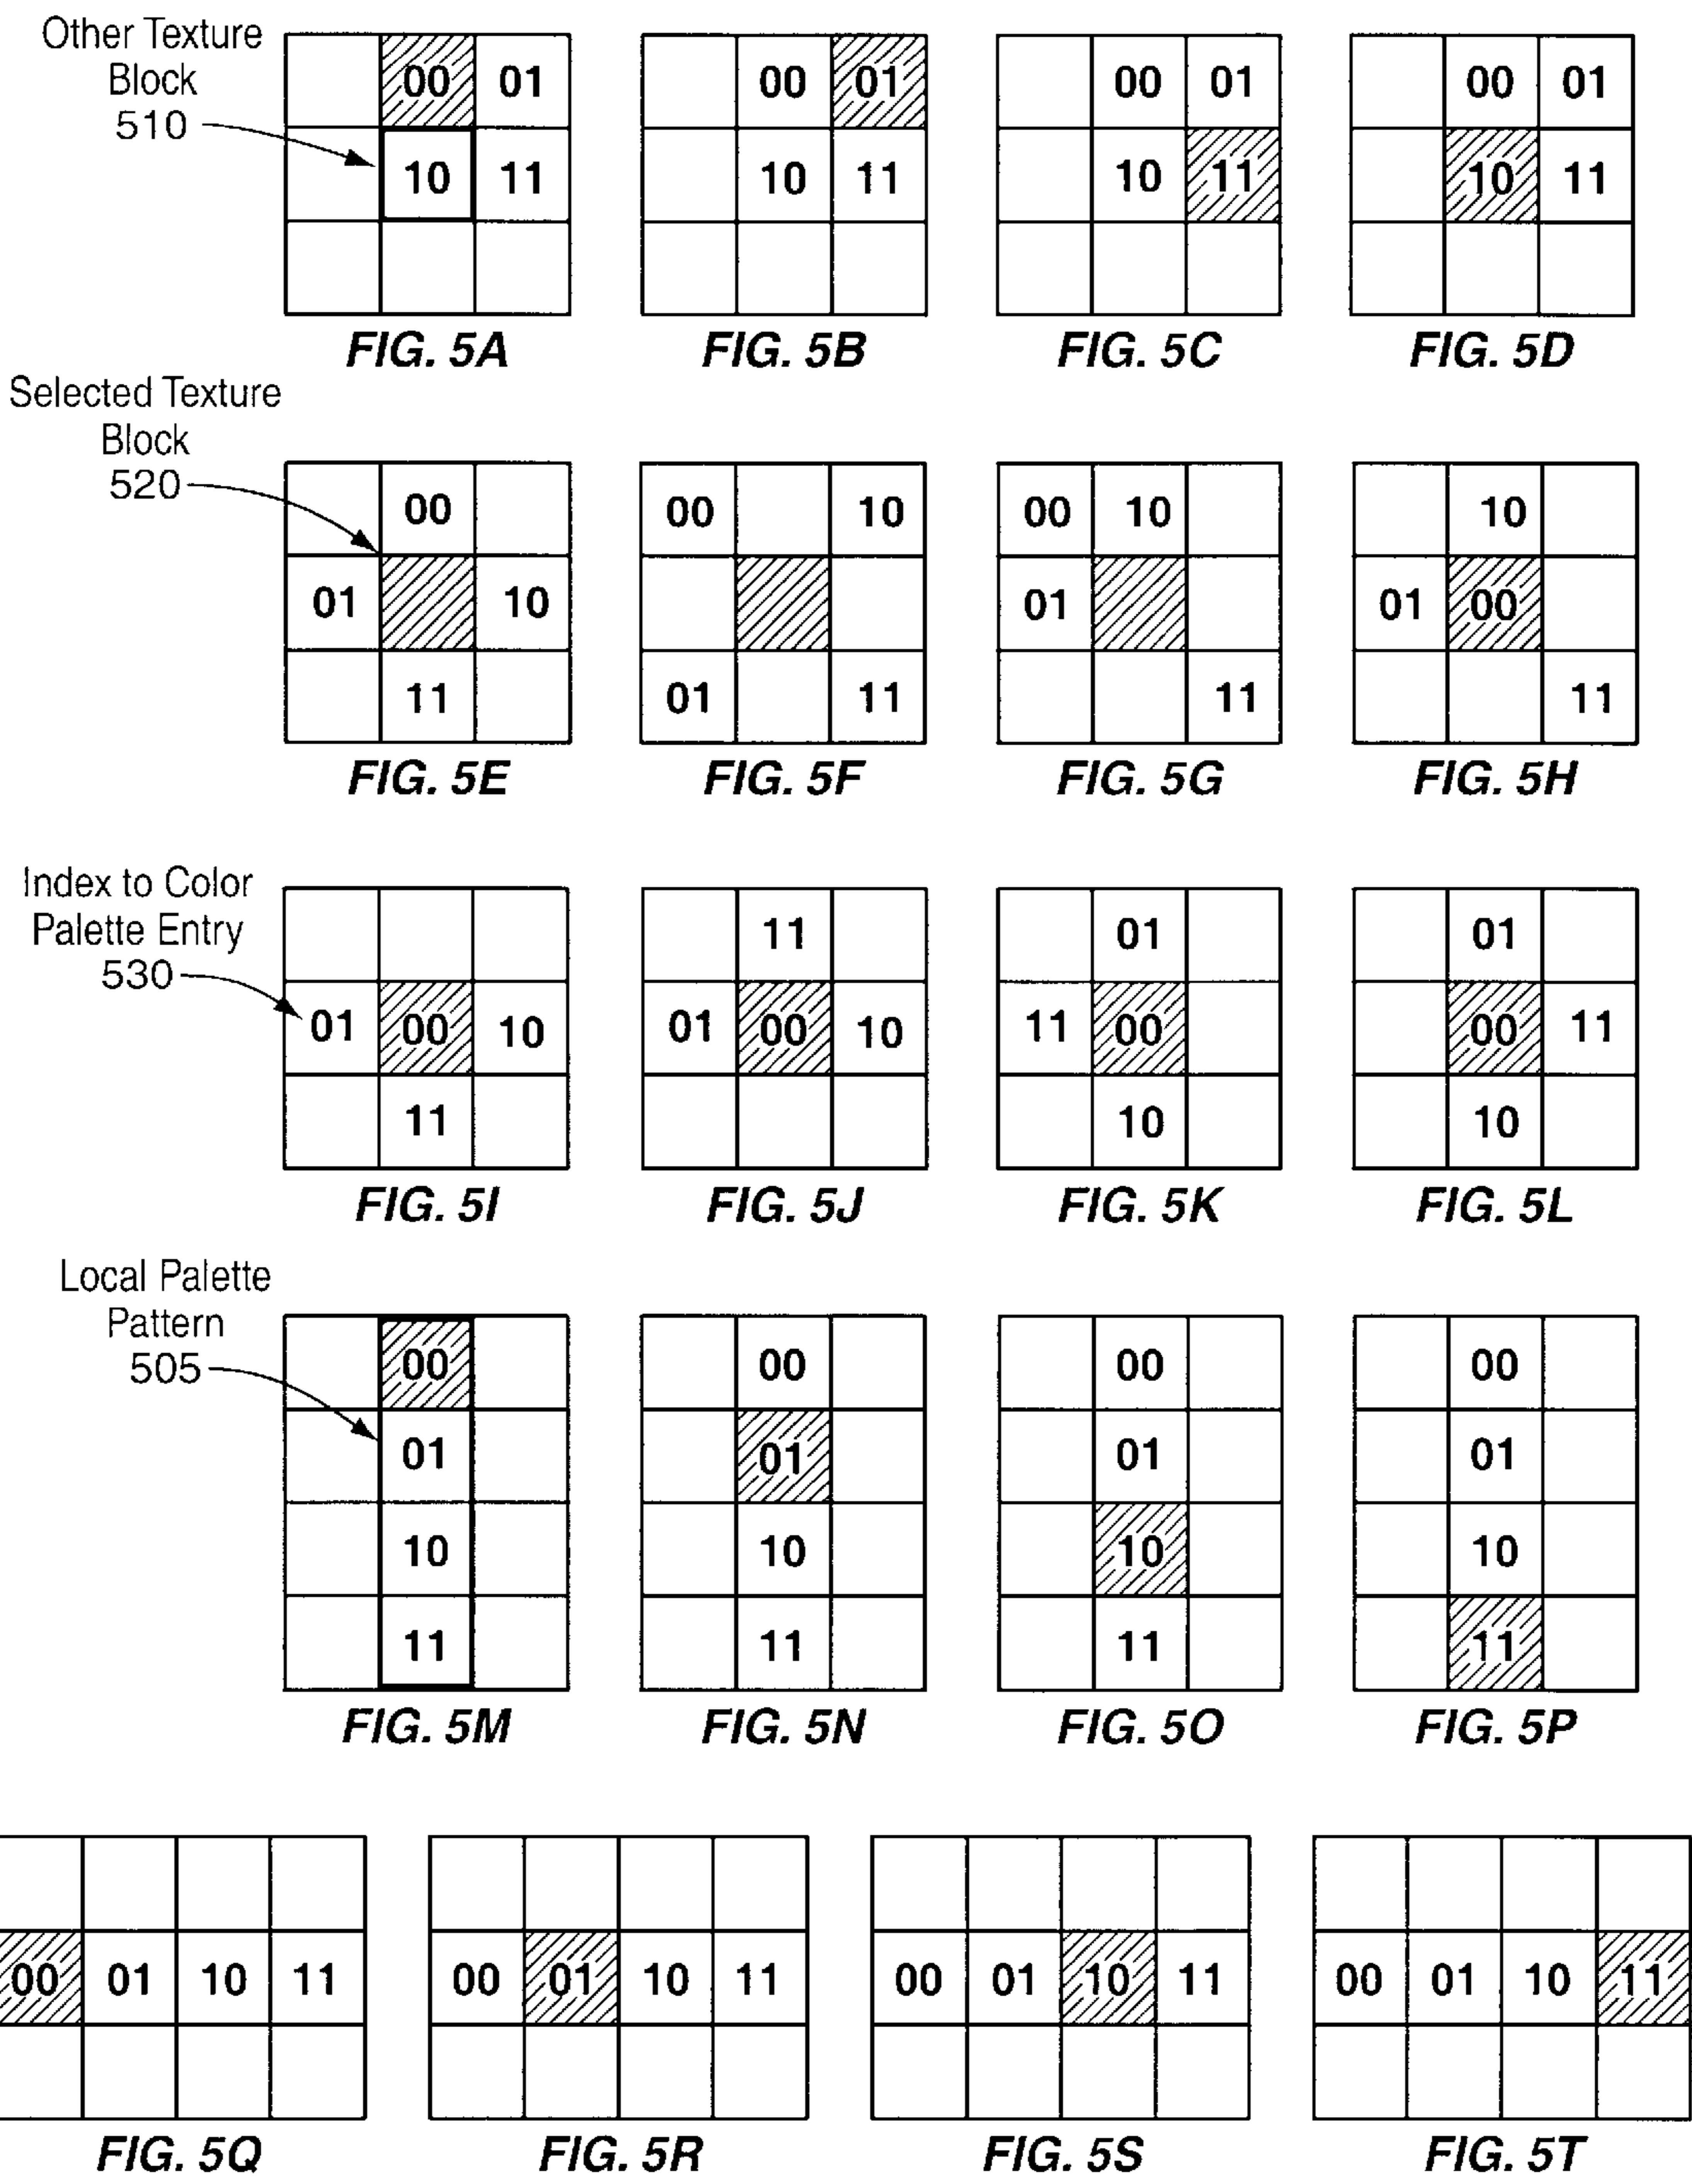 Other Texture
Block
510
00 01
10 11
00 01
10 11
00 01
10 11
00 01
10 11
FIG. 5A FIG. 5B FIG. 5C FIG. 5D
Selected Texture
Block
520
00
01 10
11
00 10
01 11
00 10
01
11
10
01 00
11
FIG. 5E FIG. 5F FIG. 5G FIG. 5H
Index to Color
Palette Entry
530
01 00 10
11
11
01 00 10
01
11 00
10
01
00 11
10
FIG. 5I FIG. 5J FIG. 5K FIG. 5L
Local Palette
Pattern
505
00
01
10
11
00
01
10
11
00
01
10
11
00
01
10
11
FIG. 5M FIG. 5N FIG. 5O FIG. 5P
00 01 10 11
00 01 10 11
00 01 10 11
00 01 10 11
FIG. 5Q FIG. 5R FIG. 5S FIG. 5T